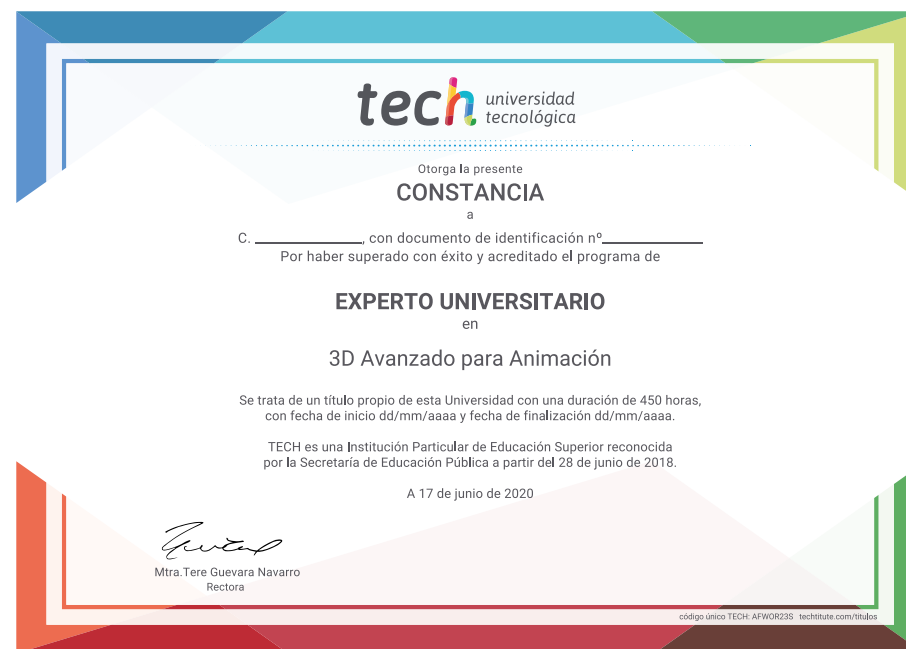 tech universidad
tecnológica
Otorga la presente
CONSTANCIA
a
C. ____________, con documento de identificación nº____________
Por haber superado con éxito y acreditado el programa de
EXPERTO UNIVERSITARIO
en
3D Avanzado para Animación
Se trata de un título propio de esta Universidad con una duración de 450 horas,
con fecha de inicio dd/mm/aaaa y fecha de finalización dd/mm/aaaa.
TECH es una Institución Particular de Educación Superior reconocida
por la Secretaría de Educación Pública a partir del 28 de junio de 2018.
A 17 de junio de 2020
Mtra.Tere Guevara Navarro
Rectora
código único TECH: AFWOR23S techtitute.com/titulos